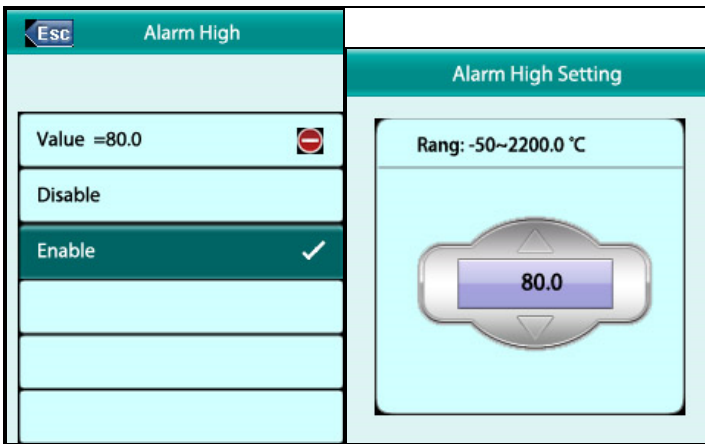 Esc Alarm High
Value =80.0
Disable
Enable
Alarm High Setting
Rang: -50~2200.0 ℃
80.0